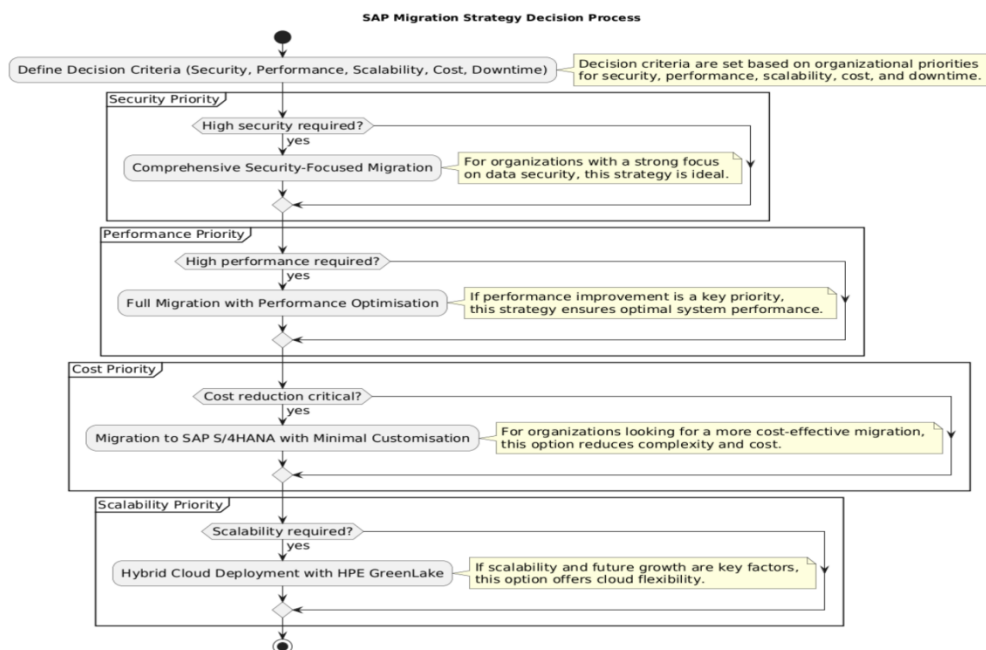 SAP Migration Strategy Decision Process
Define Decision Criteria (Security, Performance, Scalability, Cost, Downtime)
Decision criteria are set based on organizational priorities
for security, performance, scalability, cost, and downtime.
Security Priority
High security required?
yes
Comprehensive Security-Focused Migration
For organizations with a strong focus
on data security, this strategy is ideal.
Performance Priority
High performance required?
yes
Full Migration with Performance Optimisation
If performance improvement is a key priority,
this strategy ensures optimal system performance.
Cost Priority
Cost reduction critical?
yes
Migration to SAP S/4HANA with Minimal Customisation
For organizations looking for a more cost-effective migration,
this option reduces complexity and cost.
Scalability Priority
Scalability required?
yes
Hybrid Cloud Deployment with HPE GreenLake
If scalability and future growth are key factors,
this option offers cloud flexibility.